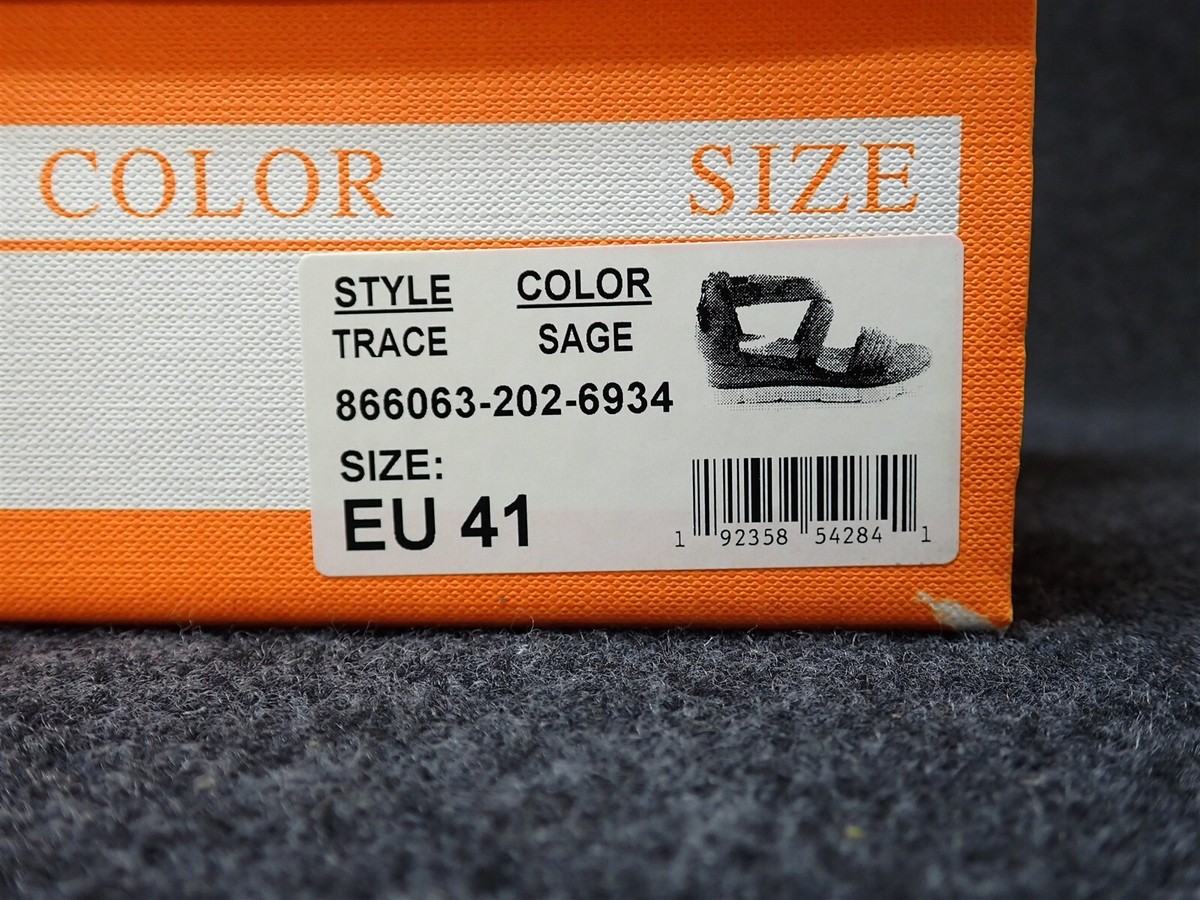 COLOR SIZE
STYLE COLOR
TRACE SAGE
866063-202-6934
SIZE:
EU 41
1 92358 54284 1